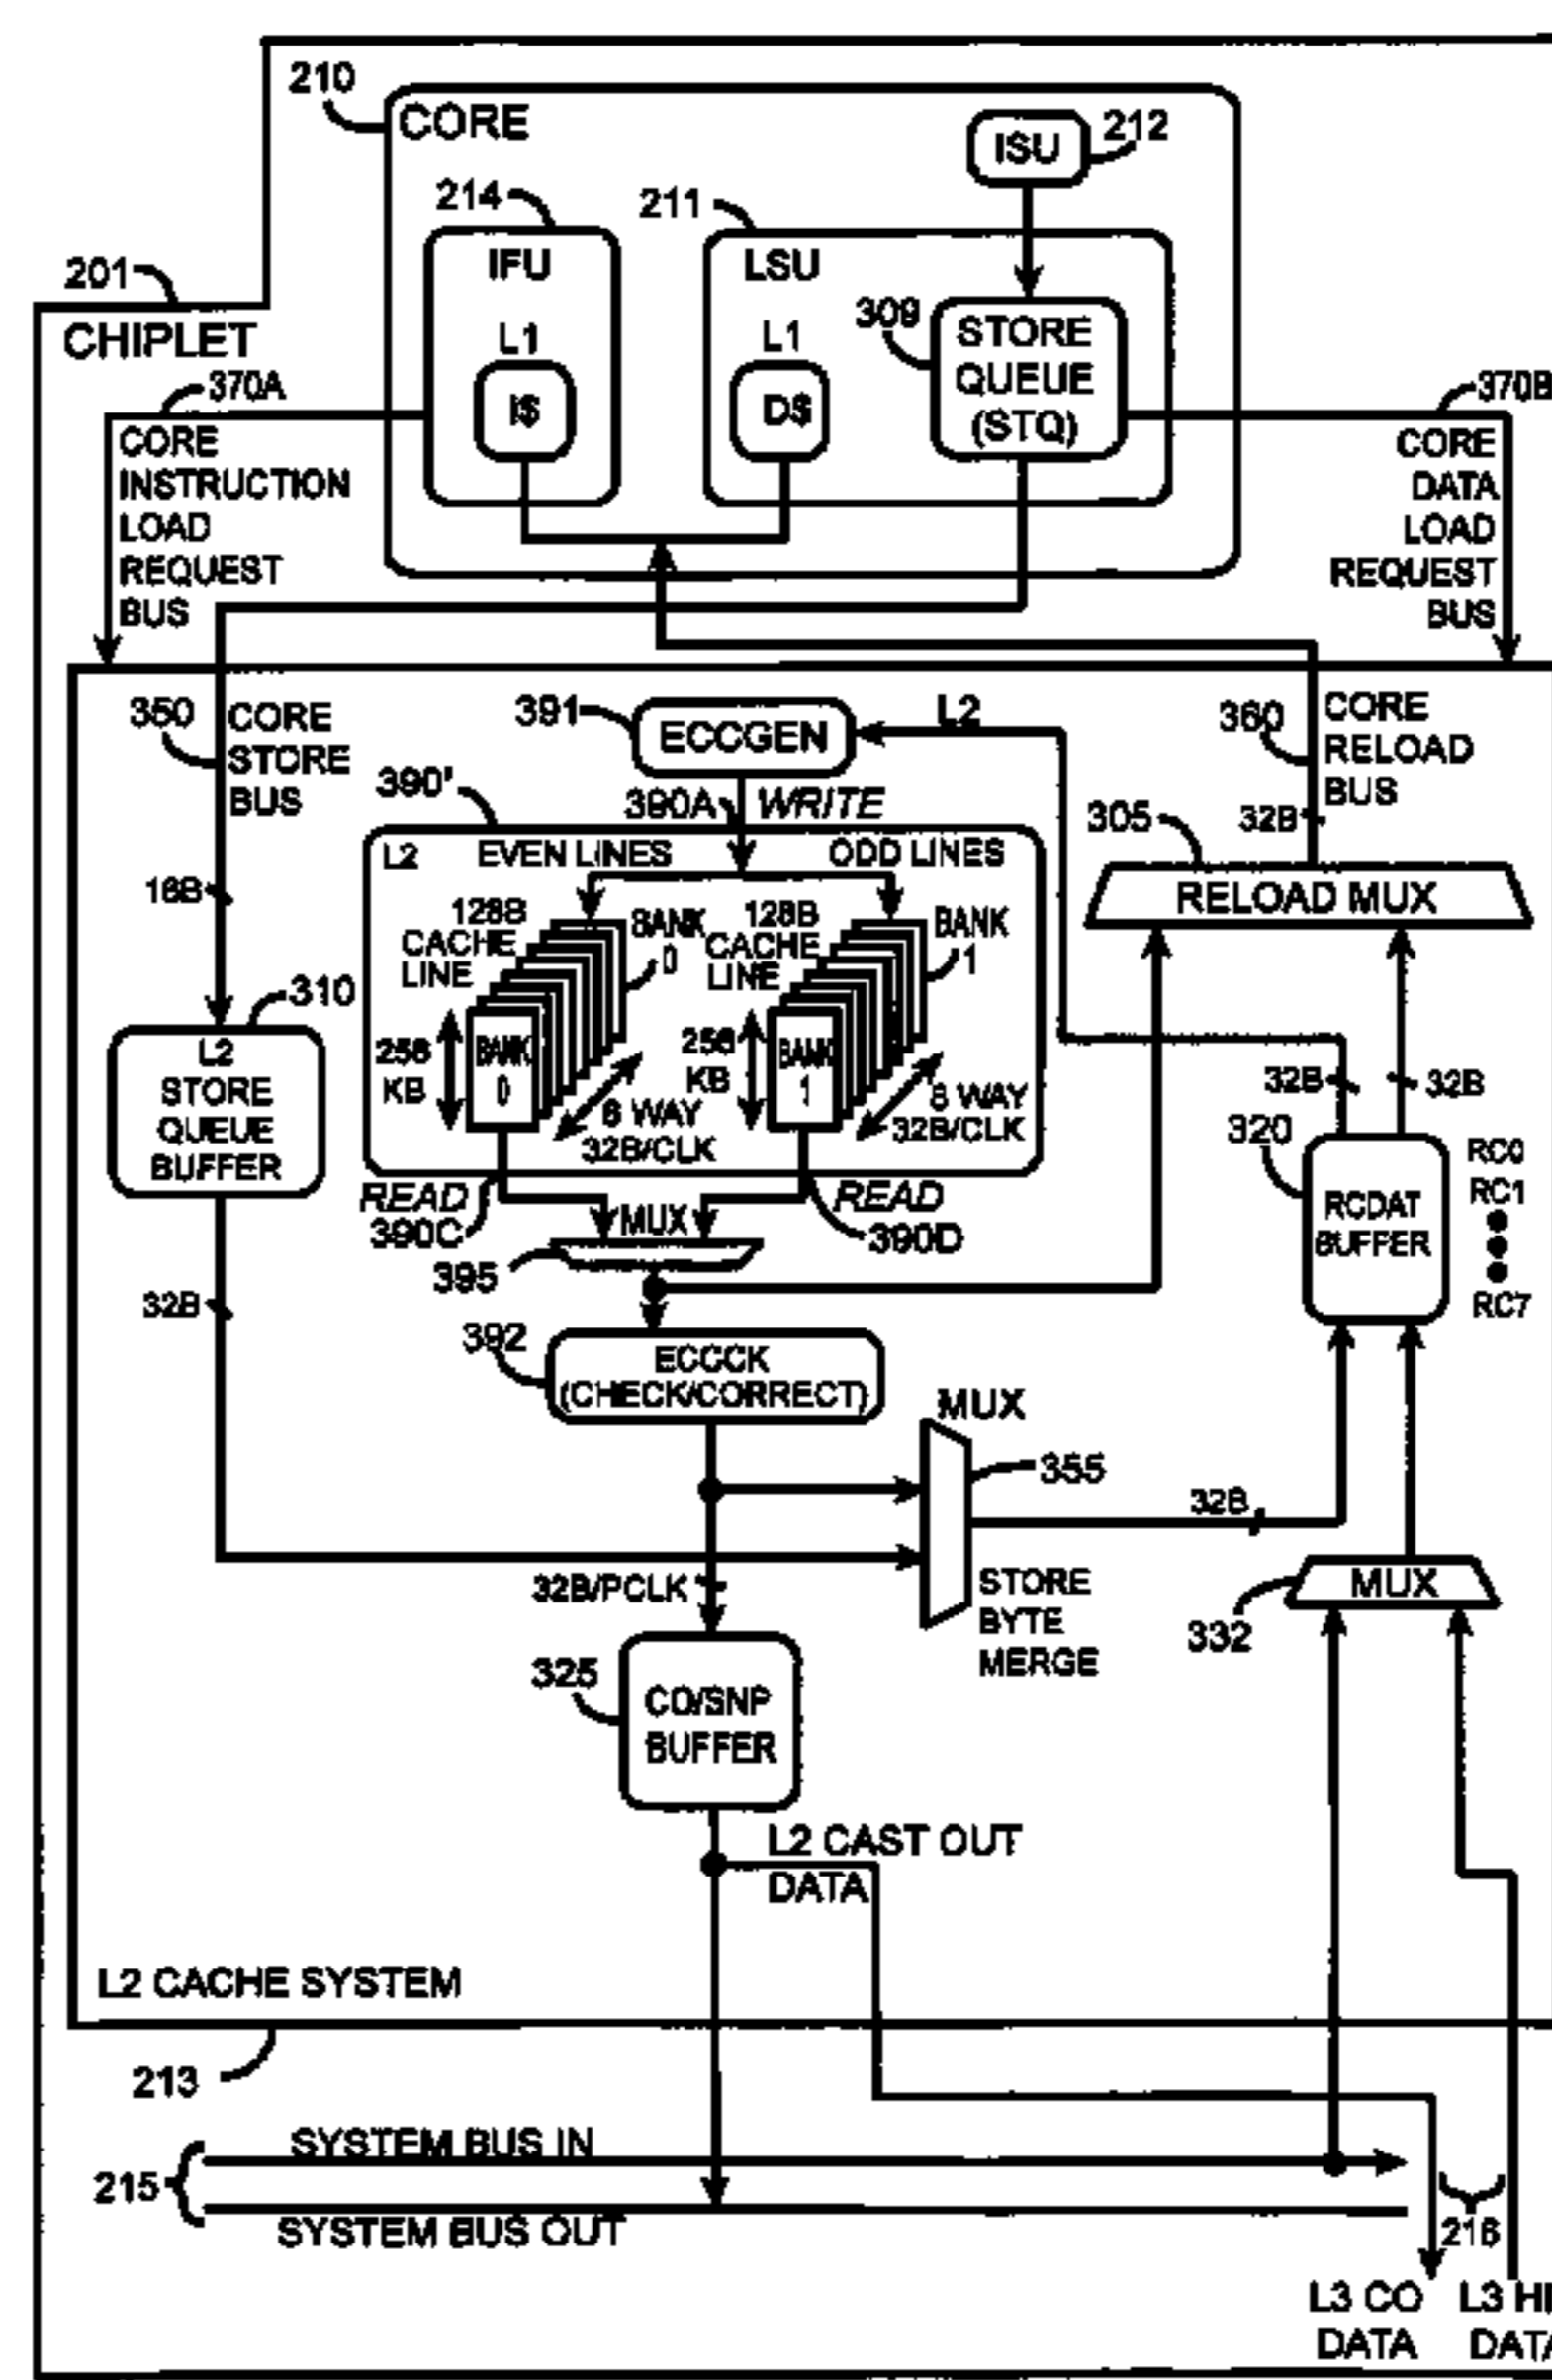 210
CORE
ISU
212
214
211
IFU
LSU
201
CHIPLET
309
STORE
QUEUE
(STQ)
L1
L1
I$
D$
370A
370B
CORE
INSTRUCTION
LOAD
REQUEST
BUS
CORE
DATA
LOAD
REQUEST
BUS
350
CORE
STORE
BUS
391
ECCGEN
L2
360
CORE
RELOAD
BUS
390'
390A
WRITE
32B
305
L2
EVEN LINES
ODD LINES
RELOAD MUX
16B
128B
CACHE
LINE
BANK
0
128B
CACHE
LINE
BANK
1
310
L2
STORE
QUEUE
BUFFER
256
KB
BANK
0
8 WAY
32B/CLK
256
KB
BANK
1
8 WAY
32B/CLK
32B
32B
320
RCDAT
BUFFER
RC0
RC1
RC7
READ
390C
MUX
READ
390D
395
32B
392
ECCCK
(CHECK/CORRECT)
MUX
355
32B
32B/PCLK
STORE
BYTE
MERGE
MUX
332
325
CO/SNP
BUFFER
L2 CAST OUT
DATA
L2 CACHE SYSTEM
213
SYSTEM BUS IN
215
SYSTEM BUS OUT
216
L3 CO
DATA
L3